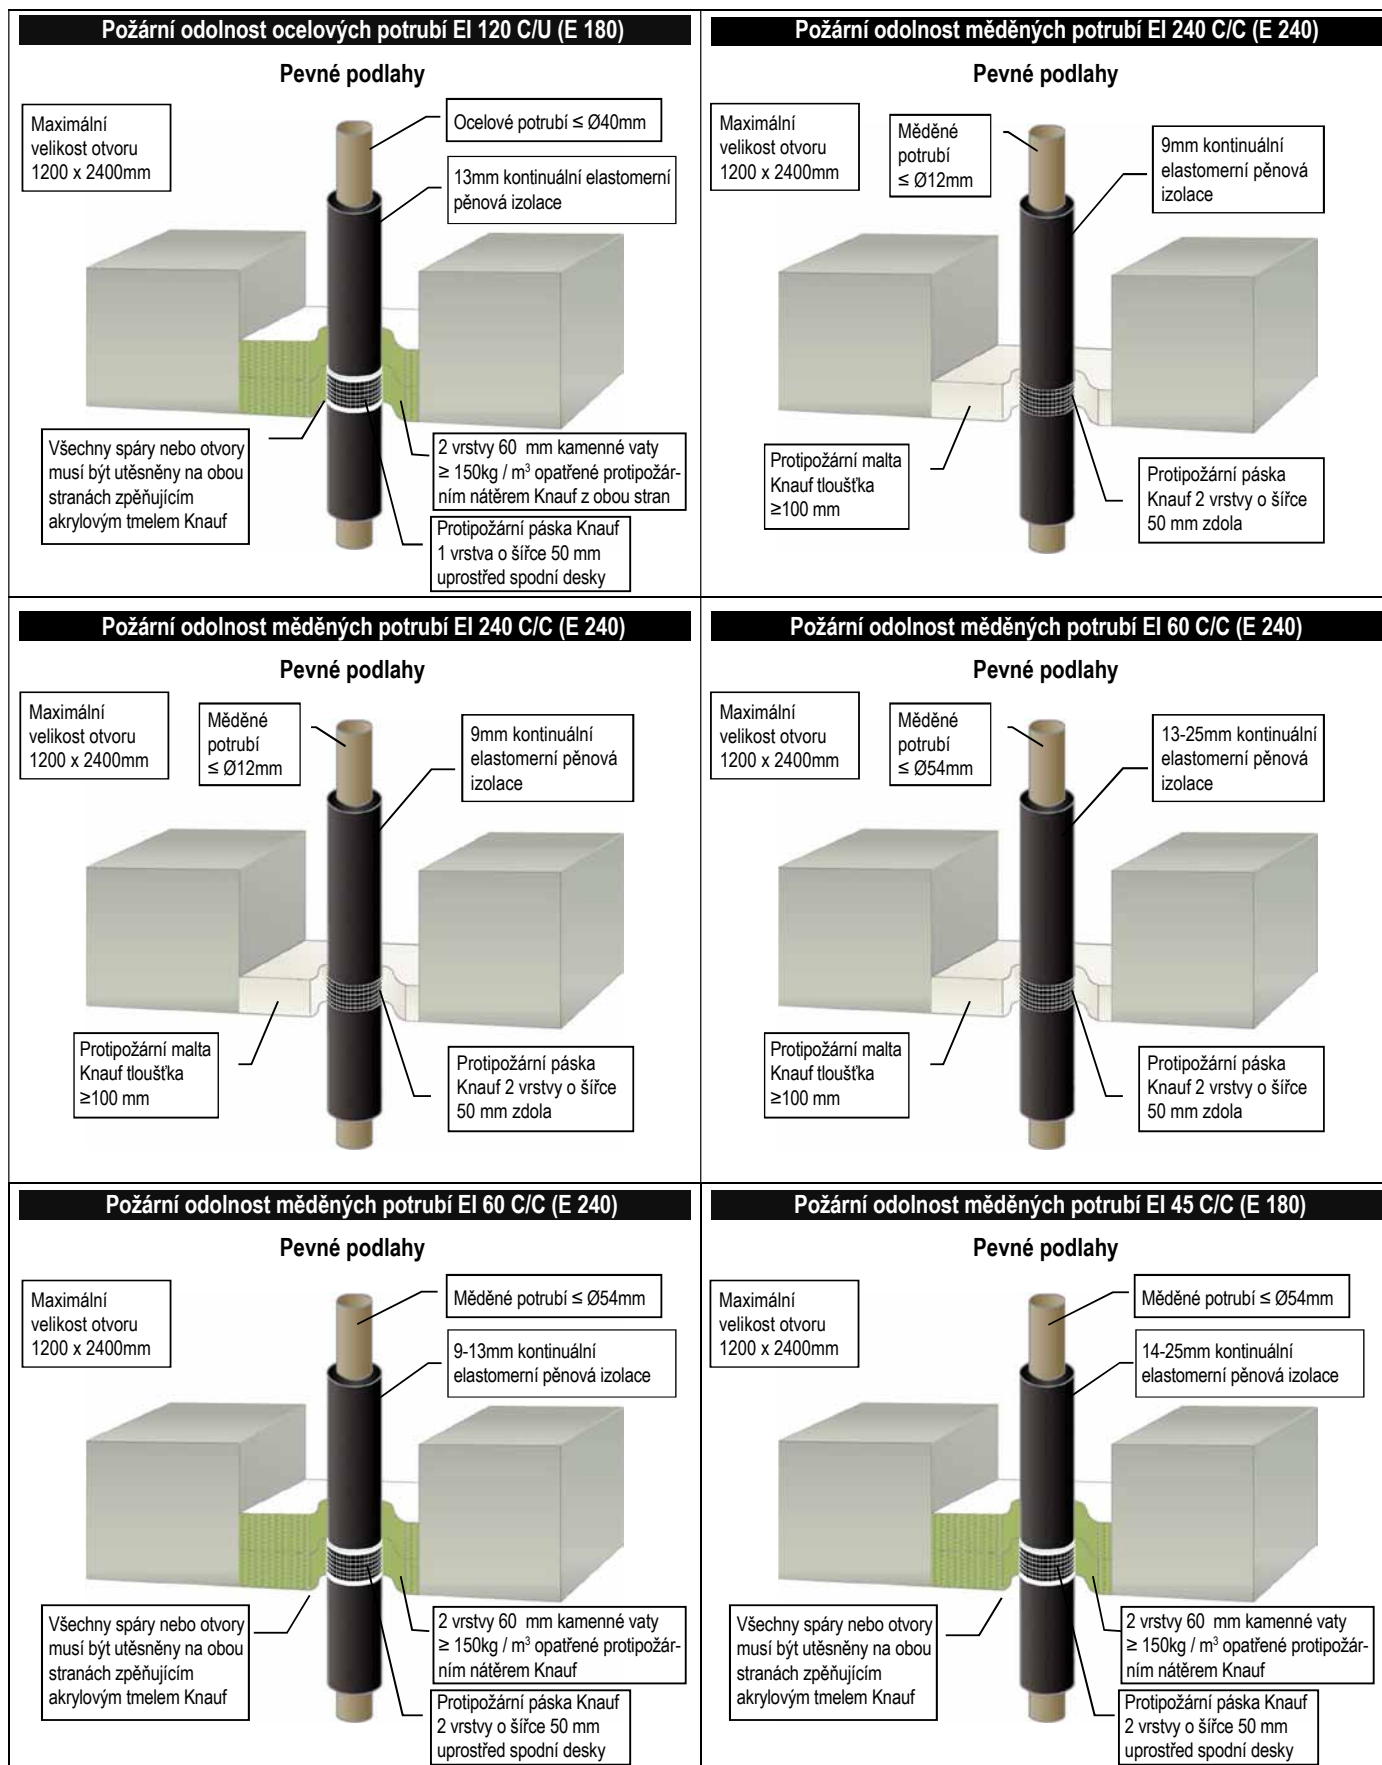 Požární odolnost ocelových potrubí EI 120 C/U (E 180)
Pevné podlahy
Maximální
velikost otvoru
1200 x 2400mm
Ocelové potrubí ≤ Ø40mm
13mm kontinuální elastomerní
pěnová izolace
Všechny spáry nebo otvory
musí být utěsněny na obou
stranách zpěňujícím
akrylovým tmelem Knauf
2 vrstvy 60 mm kamenné vaty
≥ 150kg / m³ opatřené protipožár-
ním nátěrem Knauf z obou stran
Protipožární páska Knauf
1 vrstva o šířce 50 mm
uprostřed spodní desky
Požární odolnost měděných potrubí EI 240 C/C (E 240)
Pevné podlahy
Maximální
velikost otvoru
1200 x 2400mm
Měděné
potrubí
≤ Ø12mm
9mm kontinuální
elastomerní pěnová
izolace
Protipožární malta
Knauf tloušťka
≥100 mm
Protipožární páska
Knauf 2 vrstvy o šířce
50 mm zdola
Požární odolnost měděných potrubí EI 240 C/C (E 240)
Pevné podlahy
Maximální
velikost otvoru
1200 x 2400mm
Měděné
potrubí
≤ Ø12mm
9mm kontinuální
elastomerní pěnová
izolace
Protipožární malta
Knauf tloušťka
≥100 mm
Protipožární páska
Knauf 2 vrstvy o šířce
50 mm zdola
Požární odolnost měděných potrubí EI 60 C/C (E 240)
Pevné podlahy
Maximální
velikost otvoru
1200 x 2400mm
Měděné
potrubí
≤ Ø54mm
13-25mm kontinuální
elastomerní pěnová
izolace
Protipožární malta
Knauf tloušťka
≥100 mm
Protipožární páska
Knauf 2 vrstvy o šířce
50 mm zdola
Požární odolnost měděných potrubí EI 60 C/C (E 240)
Pevné podlahy
Maximální
velikost otvoru
1200 x 2400mm
Měděné potrubí ≤ Ø54mm
9-13mm kontinuální
elastomerní pěnová izolace
Všechny spáry nebo otvory
musí být utěsněny na obou
stranách zpěňujícím
akrylovým tmelem Knauf
2 vrstvy 60 mm kamenné vaty
≥ 150kg / m³ opatřené protipožár-
ním nátěrem Knauf
Protipožární páska Knauf
2 vrstvy o šířce 50 mm
uprostřed spodní desky
Požární odolnost měděných potrubí EI 45 C/C (E 180)
Pevné podlahy
Maximální
velikost otvoru
1200 x 2400mm
Měděné potrubí ≤ Ø54mm
14-25mm kontinuální
elastomerní pěnová izolace
Všechny spáry nebo otvory
musí být utěsněny na obou
stranách zpěňujícím
akrylovým tmelem Knauf
2 vrstvy 60 mm kamenné vaty
≥ 150kg / m³ opatřené protipožár-
ním nátěrem Knauf
Protipožární páska Knauf
2 vrstvy o šířce 50 mm
uprostřed spodní desky